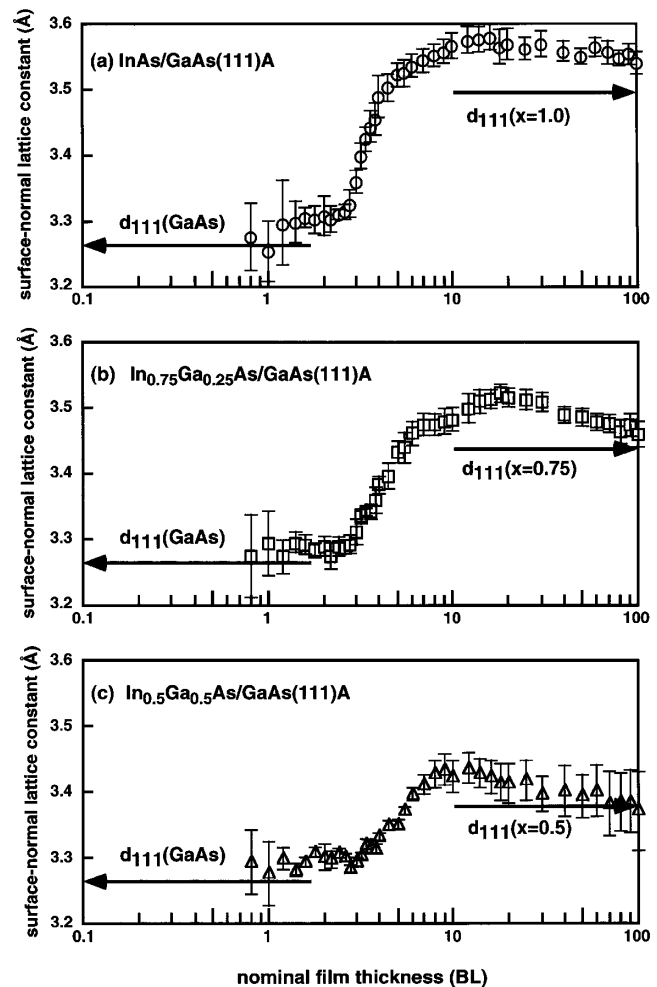 surface-normal lattice constant (Å)
3.6
3.5
3.4
3.3
3.2
(a) InAs/GaAs(111)A
d111(x=1.0)
d111(GaAs)
0.1
1
10
100
surface-normal lattice constant (Å)
3.6
3.5
3.4
3.3
3.2
(b) In0.75Ga0.25As/GaAs(111)A
d111(x=0.75)
d111(GaAs)
0.1
1
10
100
surface-normal lattice constant (Å)
3.6
3.5
3.4
3.3
3.2
(c) In0.5Ga0.5As/GaAs(111)A
d111(x=0.5)
d111(GaAs)
0.1
1
10
100
nominal film thickness (BL)